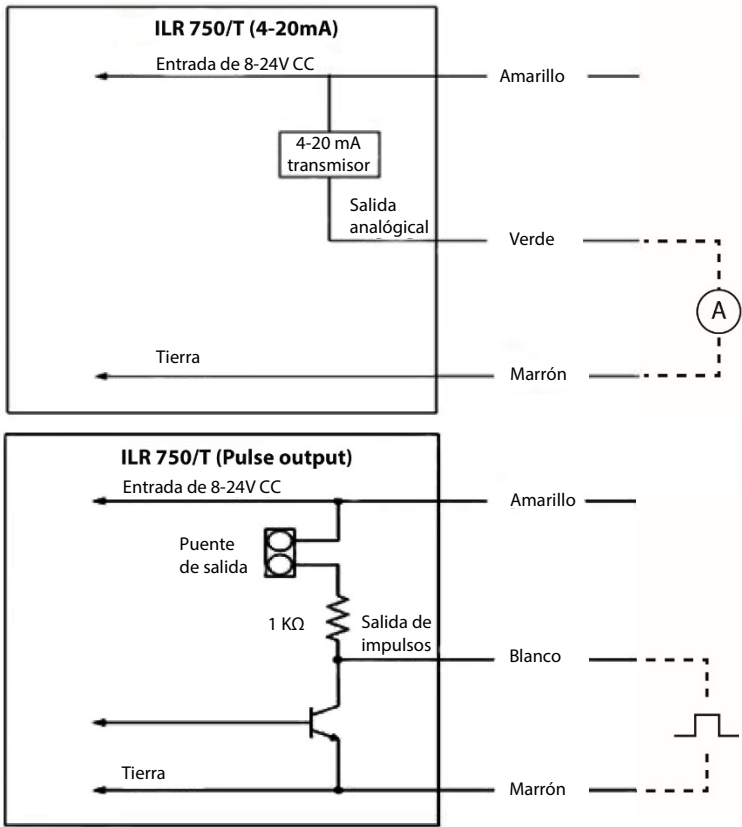 ILR 750/T (4-20mA)
Entrada de 8-24V CC
Amarillo
4-20 mA
transmisor
Salida
analógical
Verde
A
Tierra
Marrón
ILR 750/T (Pulse output)
Entrada de 8-24V CC
Amarillo
Puente
de salida
1 KΩ
Salida de
impulsos
Blanco
Tierra
Marrón